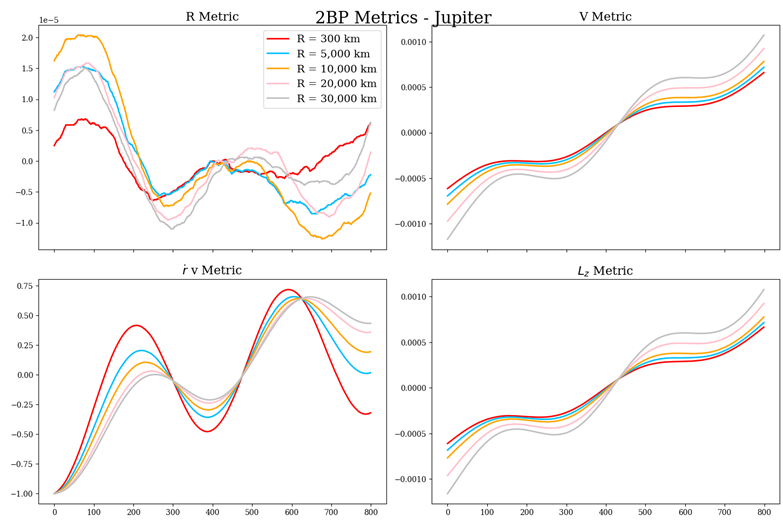 2BP Metrics - Jupiter
R Metric
1e−5
2.0
1.5
1.0
0.5
0.0
−0.5
−1.0
R = 300 km
R = 5,000 km
R = 10,000 km
R = 20,000 km
R = 30,000 km
V Metric
0.0010
0.0005
0.0000
−0.0005
−0.0010
ṙ v Metric
0.75
0.50
0.25
0.00
−0.25
−0.50
−0.75
−1.00
0 100 200 300 400 500 600 700 800
L_z Metric
0.0010
0.0005
0.0000
−0.0005
−0.0010
0 100 200 300 400 500 600 700 800